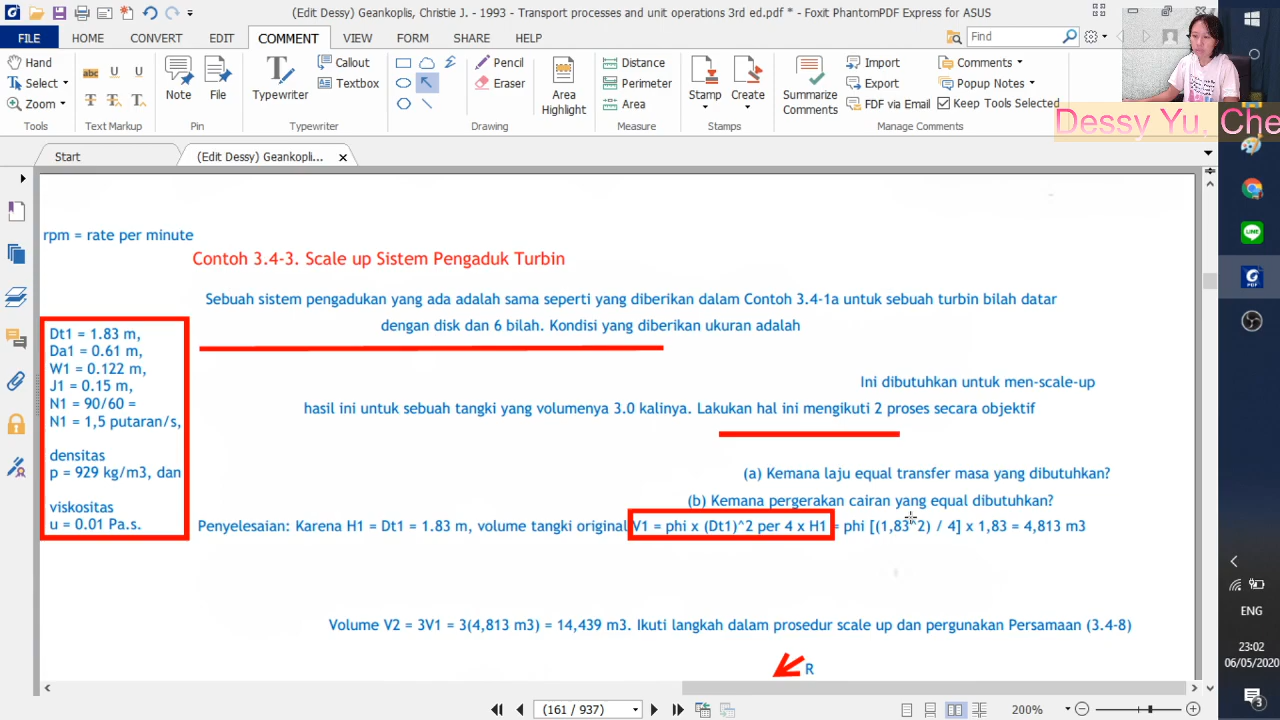 (Edit Dessy) Geankoplis, Christie J. - 1993 - Transport processes and unit operations 3rd ed.pdf * - Foxit PhantomPDF Express for ASUS
FILE HOME CONVERT EDIT COMMENT VIEW FORM SHARE HELP Find
Hand
Select
Zoom
Tools
Text Markup
Note
File
Pin
Typewriter
Callout
Textbox
Typewriter
Drawing
Pencil
Eraser
Area Highlight
Distance
Perimeter
Area
Measure
Stamp
Create
Stamps
Summarize Comments
Import
Export
FDF via Email
Comments
Popup Notes
Keep Tools Selected
Manage Comments
Dessy Yu, Che
Start
(Edit Dessy) Geankopli...
rpm = rate per minute
Contoh 3.4-3. Scale up Sistem Pengaduk Turbin
Sebuah sistem pengadukan yang ada adalah sama seperti yang diberikan dalam Contoh 3.4-1a untuk sebuah turbin bilah datar
dengan disk dan 6 bilah. Kondisi yang diberikan ukuran adalah
Dt1 = 1.83 m,
Da1 = 0.61 m,
W1 = 0.122 m,
J1 = 0.15 m,
N1 = 90/60 =
N1 = 1,5 putaran/s,
densitas
p = 929 kg/m3, dan
viskositas
u = 0.01 Pa.s.
Ini dibutuhkan untuk men-scale-up
hasil ini untuk sebuah tangki yang volumenya 3.0 kalinya. Lakukan hal ini mengikuti 2 proses secara objektif
(a) Kemana laju equal transfer masa yang dibutuhkan?
(b) Kemana pergerakan cairan yang equal dibutuhkan?
Penyelesaian: Karena H1 = Dt1 = 1.83 m, volume tangki original V1 = phi x (Dt1)^2 per 4 x H1 = phi [(1,83^2) / 4] x 1,83 = 4,813 m3
Volume V2 = 3V1 = 3(4,813 m3) = 14,439 m3. Ikuti langkah dalam prosedur scale up dan pergunakan Persamaan (3.4-8)
R
(161 / 937)
200%
ENG
23:02
06/05/2020
3